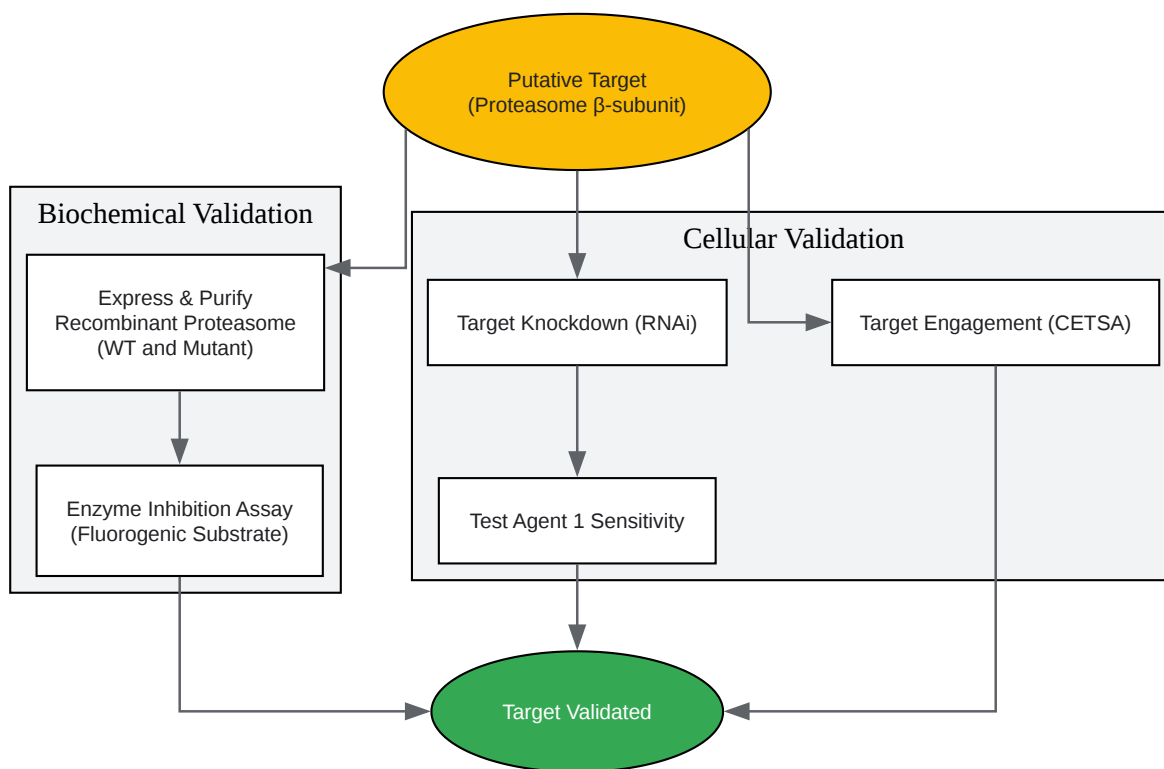 Putative Target
(Proteasome β-subunit)
Biochemical Validation
Express & Purify
Recombinant Proteasome
(WT and Mutant)
Enzyme Inhibition Assay
(Fluorogenic Substrate)
Cellular Validation
Target Knockdown (RNAi)
Target Engagement (CETSA)
Test Agent 1 Sensitivity
Target Validated